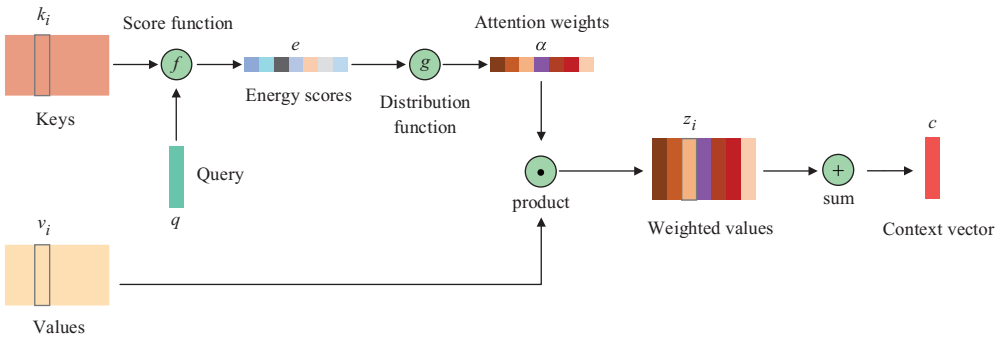 k_i
Score function
e
Attention weights
α
f
g
Keys
Energy scores
Distribution
function
Query
q
z_i
c
product
+
sum
v_i
Weighted values
Context vector
Values